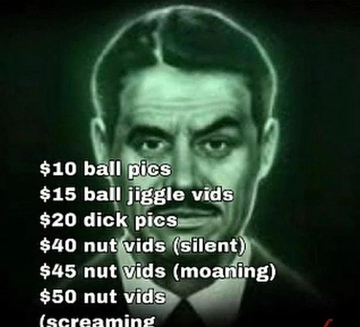 $10 ball pics
$15 ball jiggle vids
$20 dick pics
$40 nut vids (silent)
$45 nut vids (moaning)
$50 nut vids
(screaming